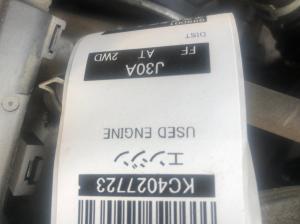 KC4027723
エンジン
USED ENGINE
J30A
FF AT 2WD
DIST